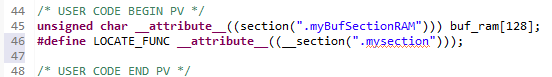 44 /* USER CODE BEGIN PV */
45 unsigned char __attribute__((section(".myBufSectionRAM"))) buf_ram[128];
46 #define LOCATE_FUNC __attribute__((__section(".mysection")));
47
48 /* USER CODE END PV */